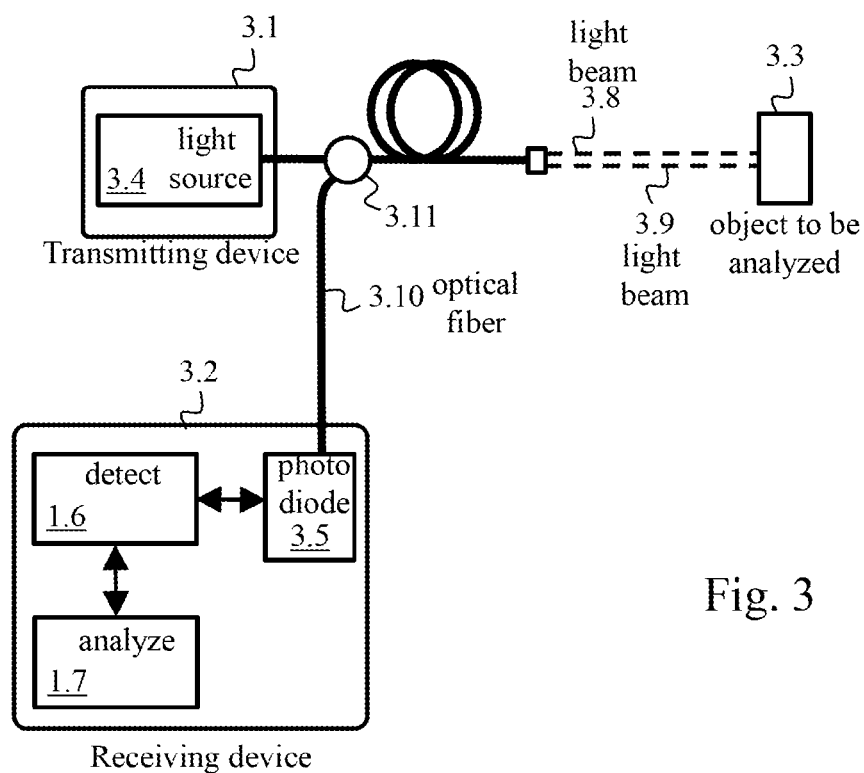 3.1
light
source
3.4
Transmitting device
3.11
light
beam
3.8
3.3
3.9
light
beam
object to be
analyzed
3.10
optical
fiber
3.2
detect
1.6
photo
diode
3.5
analyze
1.7
Receiving device
Fig. 3